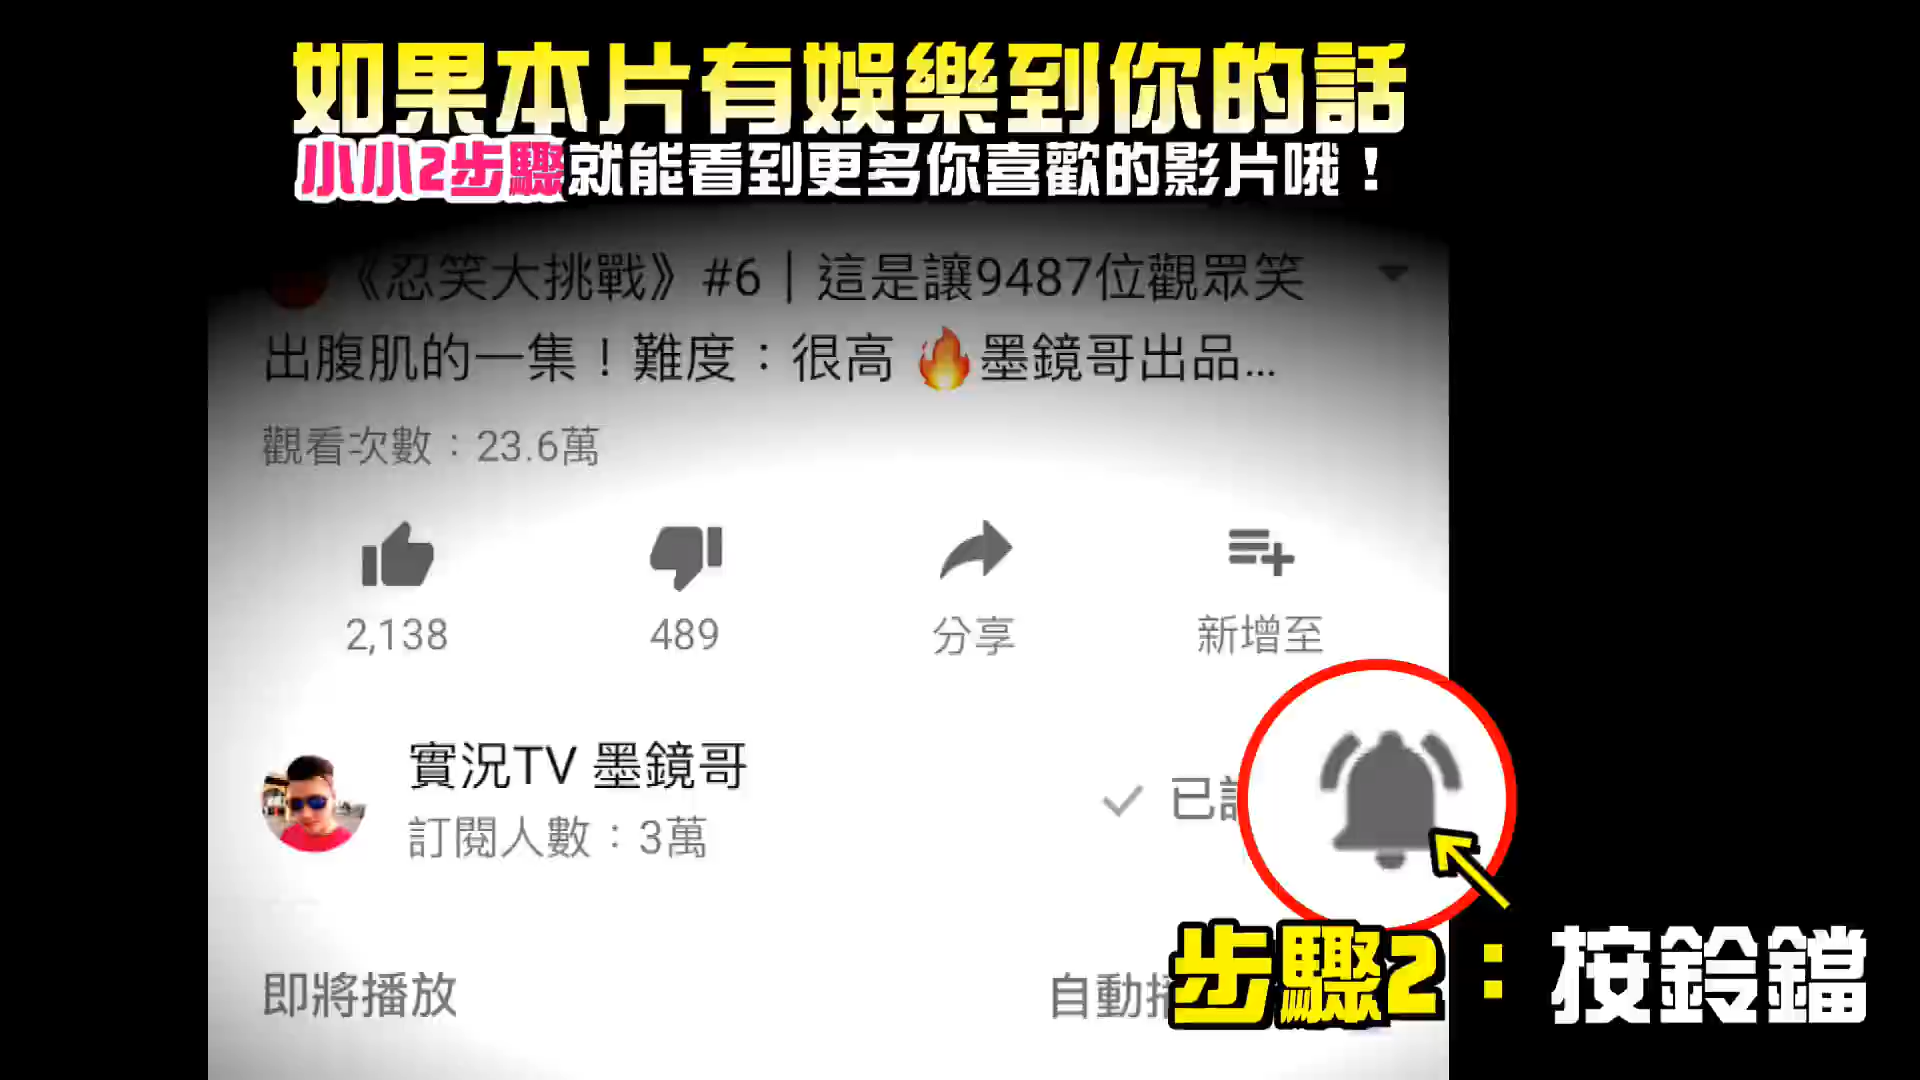 如果本片有娛樂到你的話
小小2步驟就能看到更多你喜歡的影片哦！
《忍笑大挑戰》#6｜這是讓9487位觀眾笑
出腹肌的一集！難度：很高 🔥墨鏡哥出品...
觀看次數：23.6萬
2,138
489
分享
新增至
實況TV 墨鏡哥
訂閱人數：3萬
已訂
即將播放
自動播
步驟2：按鈴鐺